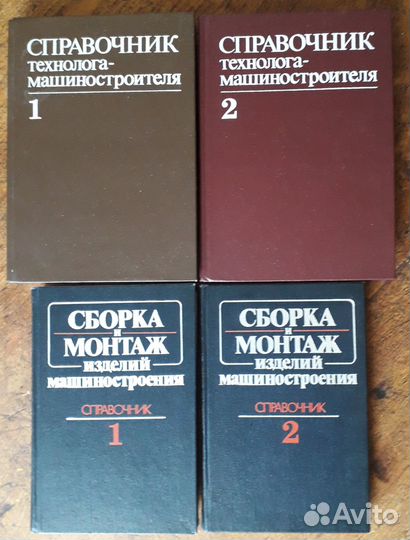 СПРАВОЧНИК
технолога-
-машиностроителя
1
СПРАВОЧНИК
технолога-
-машиностроителя
2
СБОРКА
и
МОНТАЖ
изделий
машиностроения
СПРАВОЧНИК
1
СБОРКА
и
МОНТАЖ
изделий
машиностроения
СПРАВОЧНИК
2
Avito